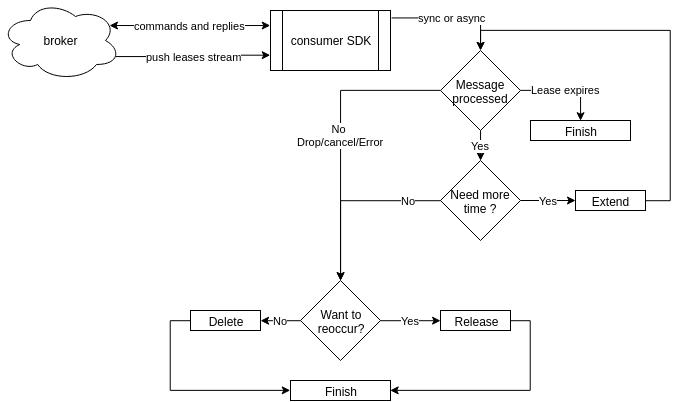 broker
commands and replies
push leases stream
consumer SDK
sync or async
Message
processed
Lease expires
Finish
No
Drop/cancel/Error
Yes
Need more
time ?
No
Yes
Extend
Want to
reoccur?
No
Delete
Yes
Release
Finish